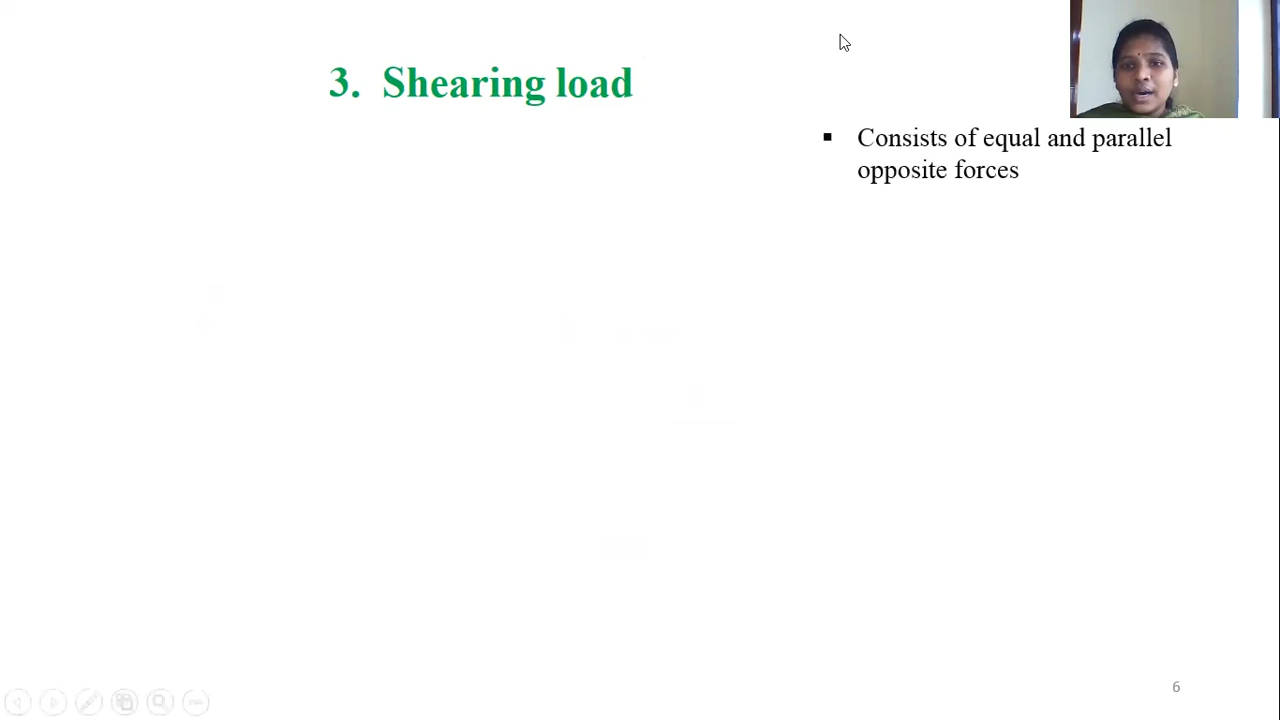 3. Shearing load
▪ Consists of equal and parallel
opposite forces
6